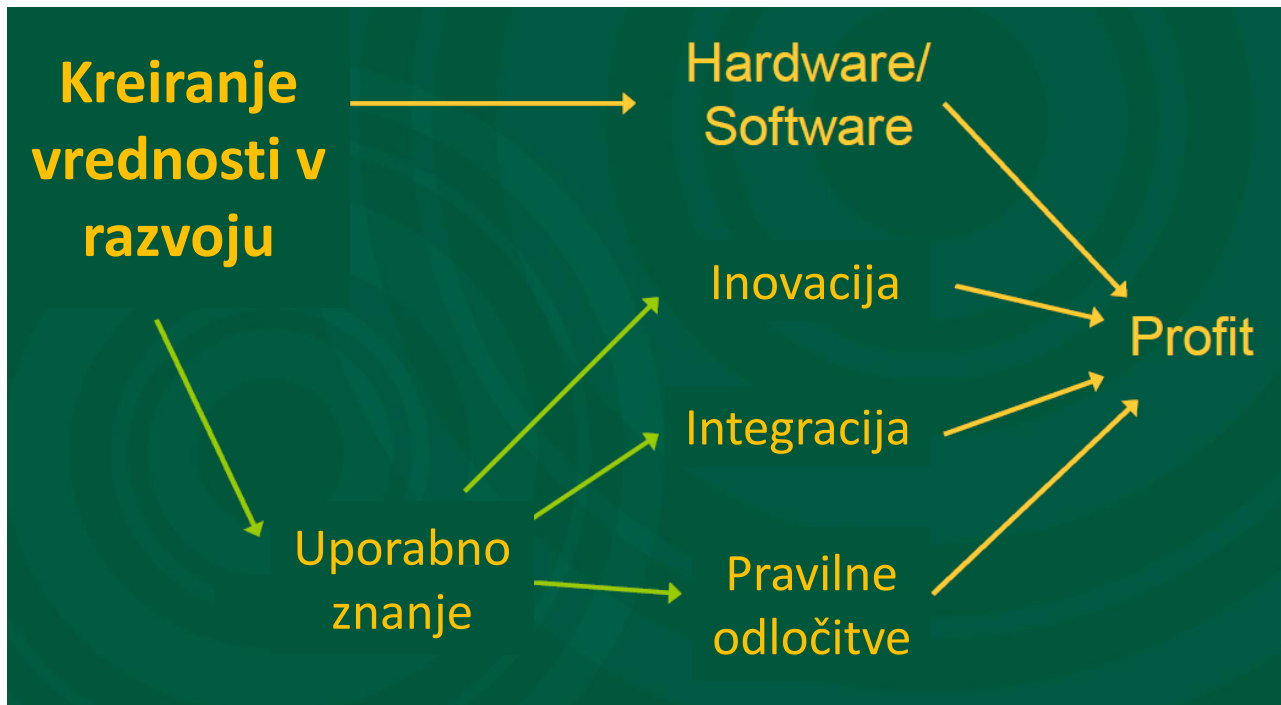 Kreiranje
vrednosti v
razvoju
Hardware/
Software
Inovacija
Profit
Integracija
Uporabno
znanje
Pravilne
odločitve